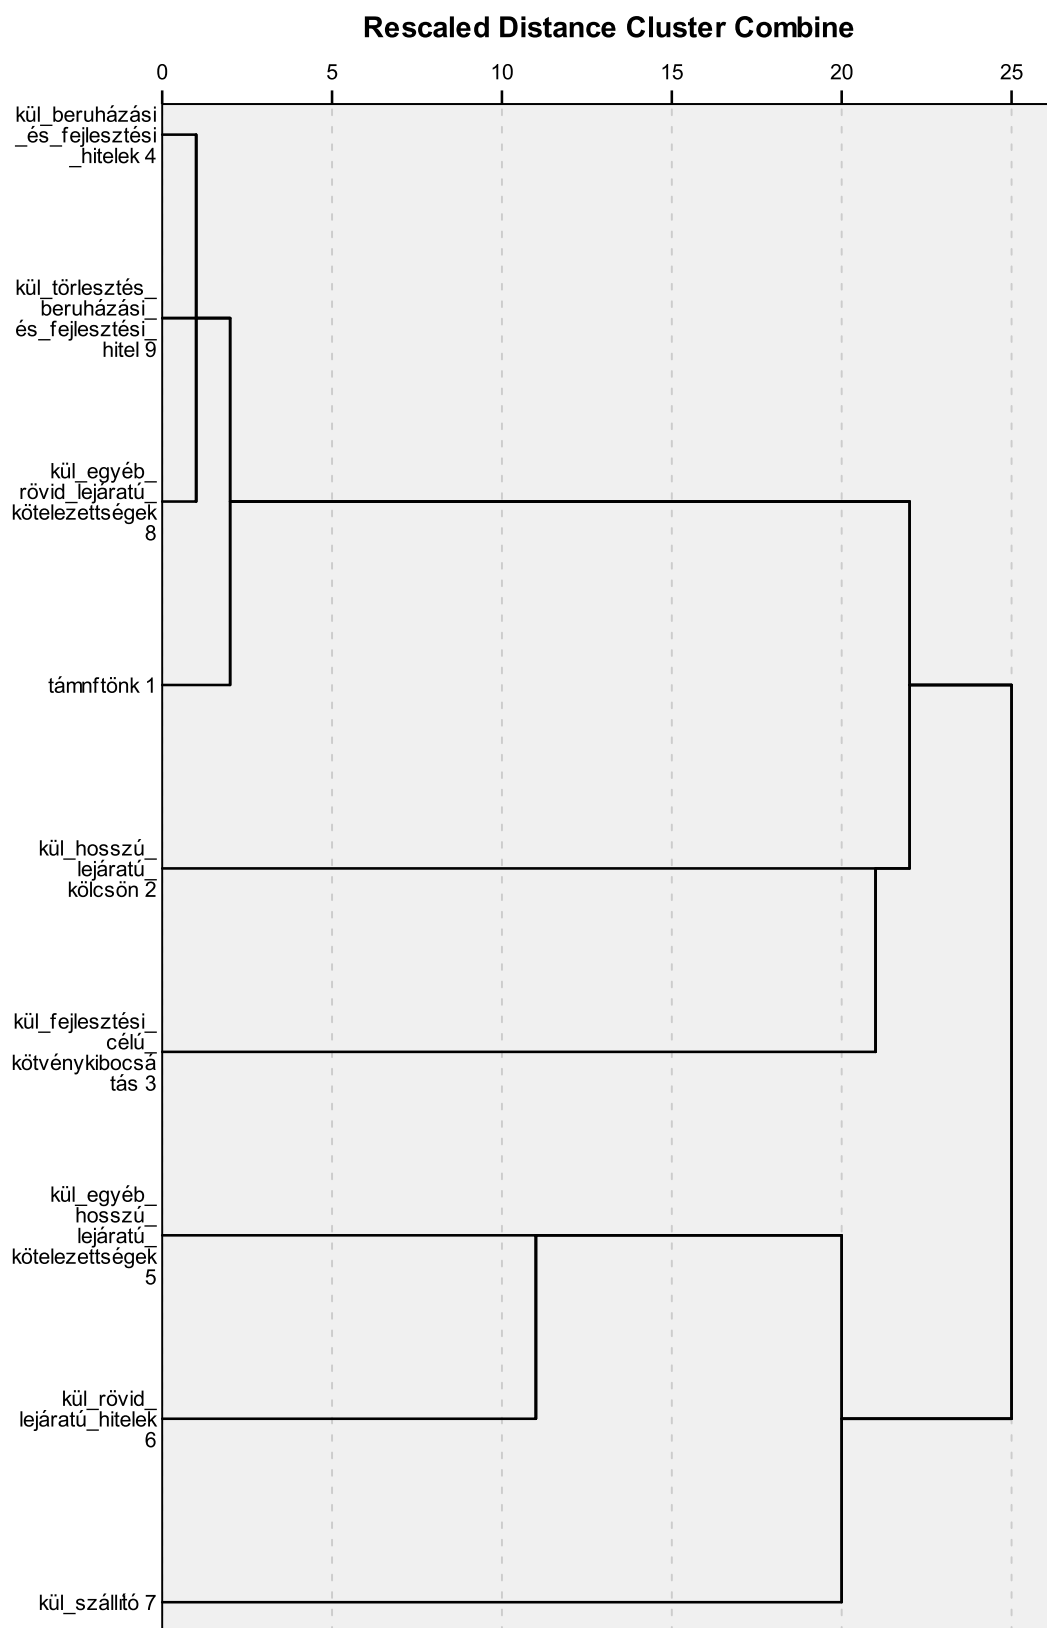 Rescaled Distance Cluster Combine
0 5 10 15 20 25
kül_beruházási
_és_fejlesztési
_hitelek 4
kül_törlesztés_
beruházási_
és_fejlesztési_
hitel 9
kül_egyéb_
rövid_lejáratú_
kötelezettségek
8
támnftönk 1
kül_hosszú_
lejáratú_
kölcsön 2
kül_fejlesztési_
célú_
kötvénykibocsá
tás 3
kül_egyéb_
hosszú_
lejáratú_
kötelezettségek
5
kül_rövid_
lejáratú_hitelek
6
kül_szállító 7